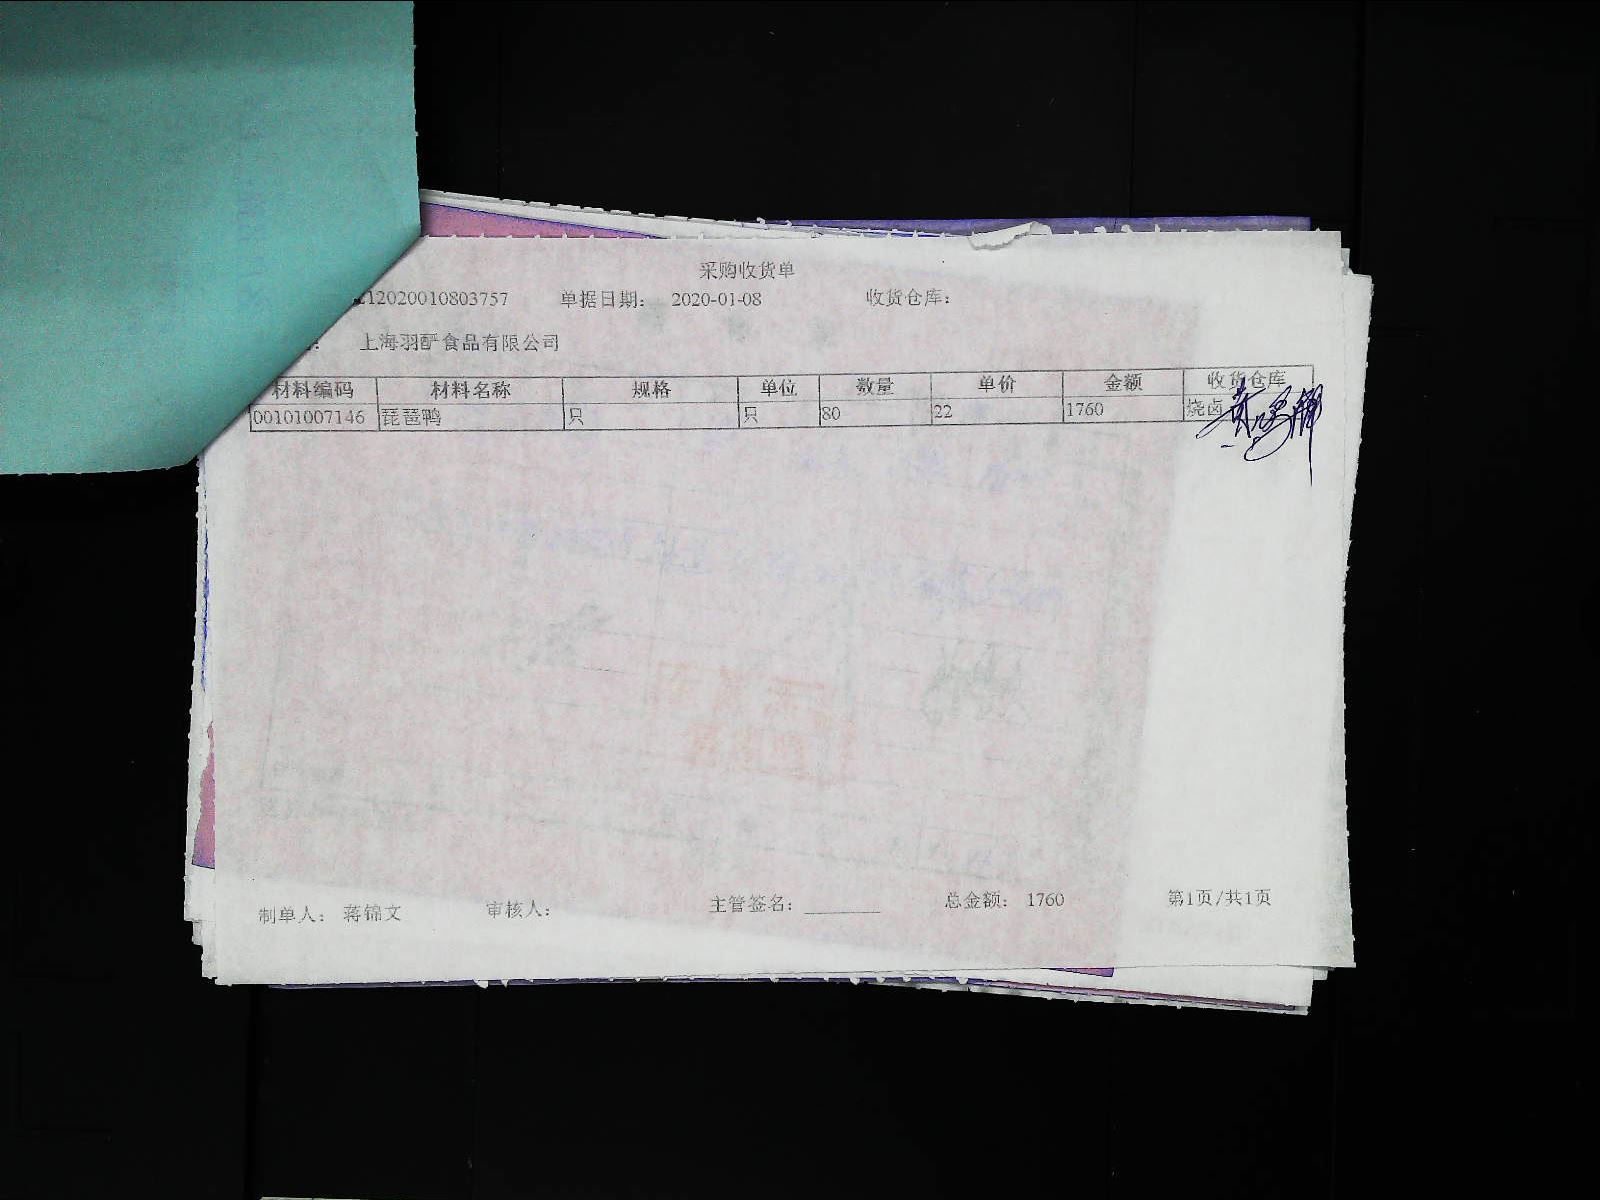 采购收货单
212020010803757 单据日期： 2020-01-08 收货仓库：
： 上海羽酽食品有限公司
材料编码 材料名称 规格 单位 数量 单价 金额 收货仓库
00101007146 琵琶鸭 只 只 80 22 1760 烧卤
制单人： 蒋锦文 审核人： 主管签名： ________ 总金额： 1760 第1页/共1页